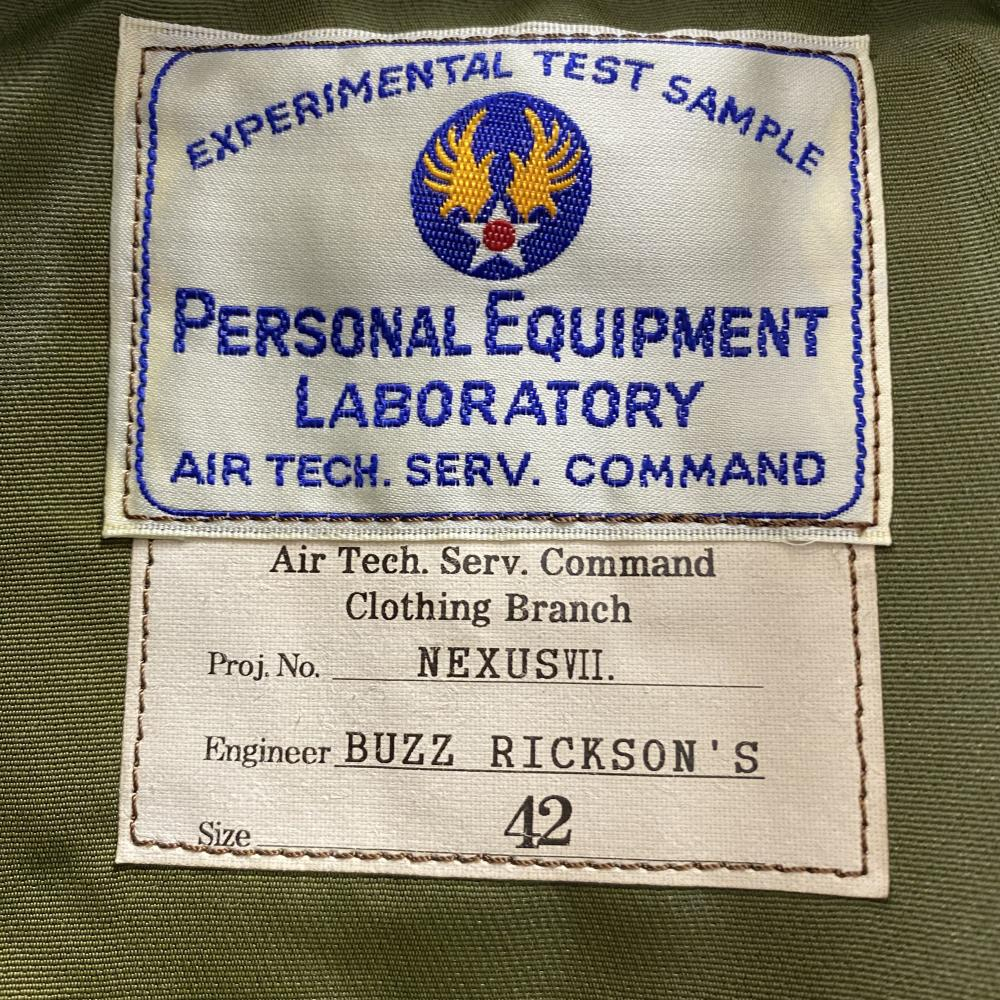 EXPERIMENTAL TEST SAMPLE
PERSONAL EQUIPMENT
LABORATORY
AIR TECH. SERV. COMMAND
Air Tech. Serv. Command
Clothing Branch
Proj. No. NEXUSVII.
Engineer BUZZ RICKSON'S
Size 42